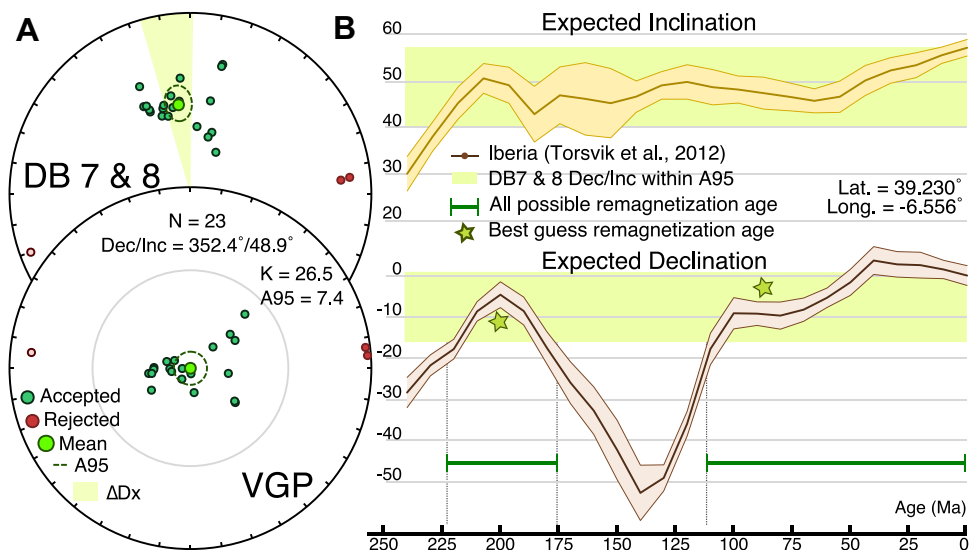 A
DB 7 & 8
N = 23
Dec/Inc = 352.4°/48.9°
K = 26.5
A95 = 7.4
Accepted
Rejected
Mean
A95
ΔDx
VGP
B
Expected Inclination
60
50
40
30
20
Iberia (Torsvik et al., 2012)
DB7 & 8 Dec/Inc within A95
All possible remagnetization age
Best guess remagnetization age
Lat. = 39.230°
Long. = -6.556°
Expected Declination
0
-10
-20
-30
-40
-50
Age (Ma)
250 225 200 175 150 125 100 75 50 25 0